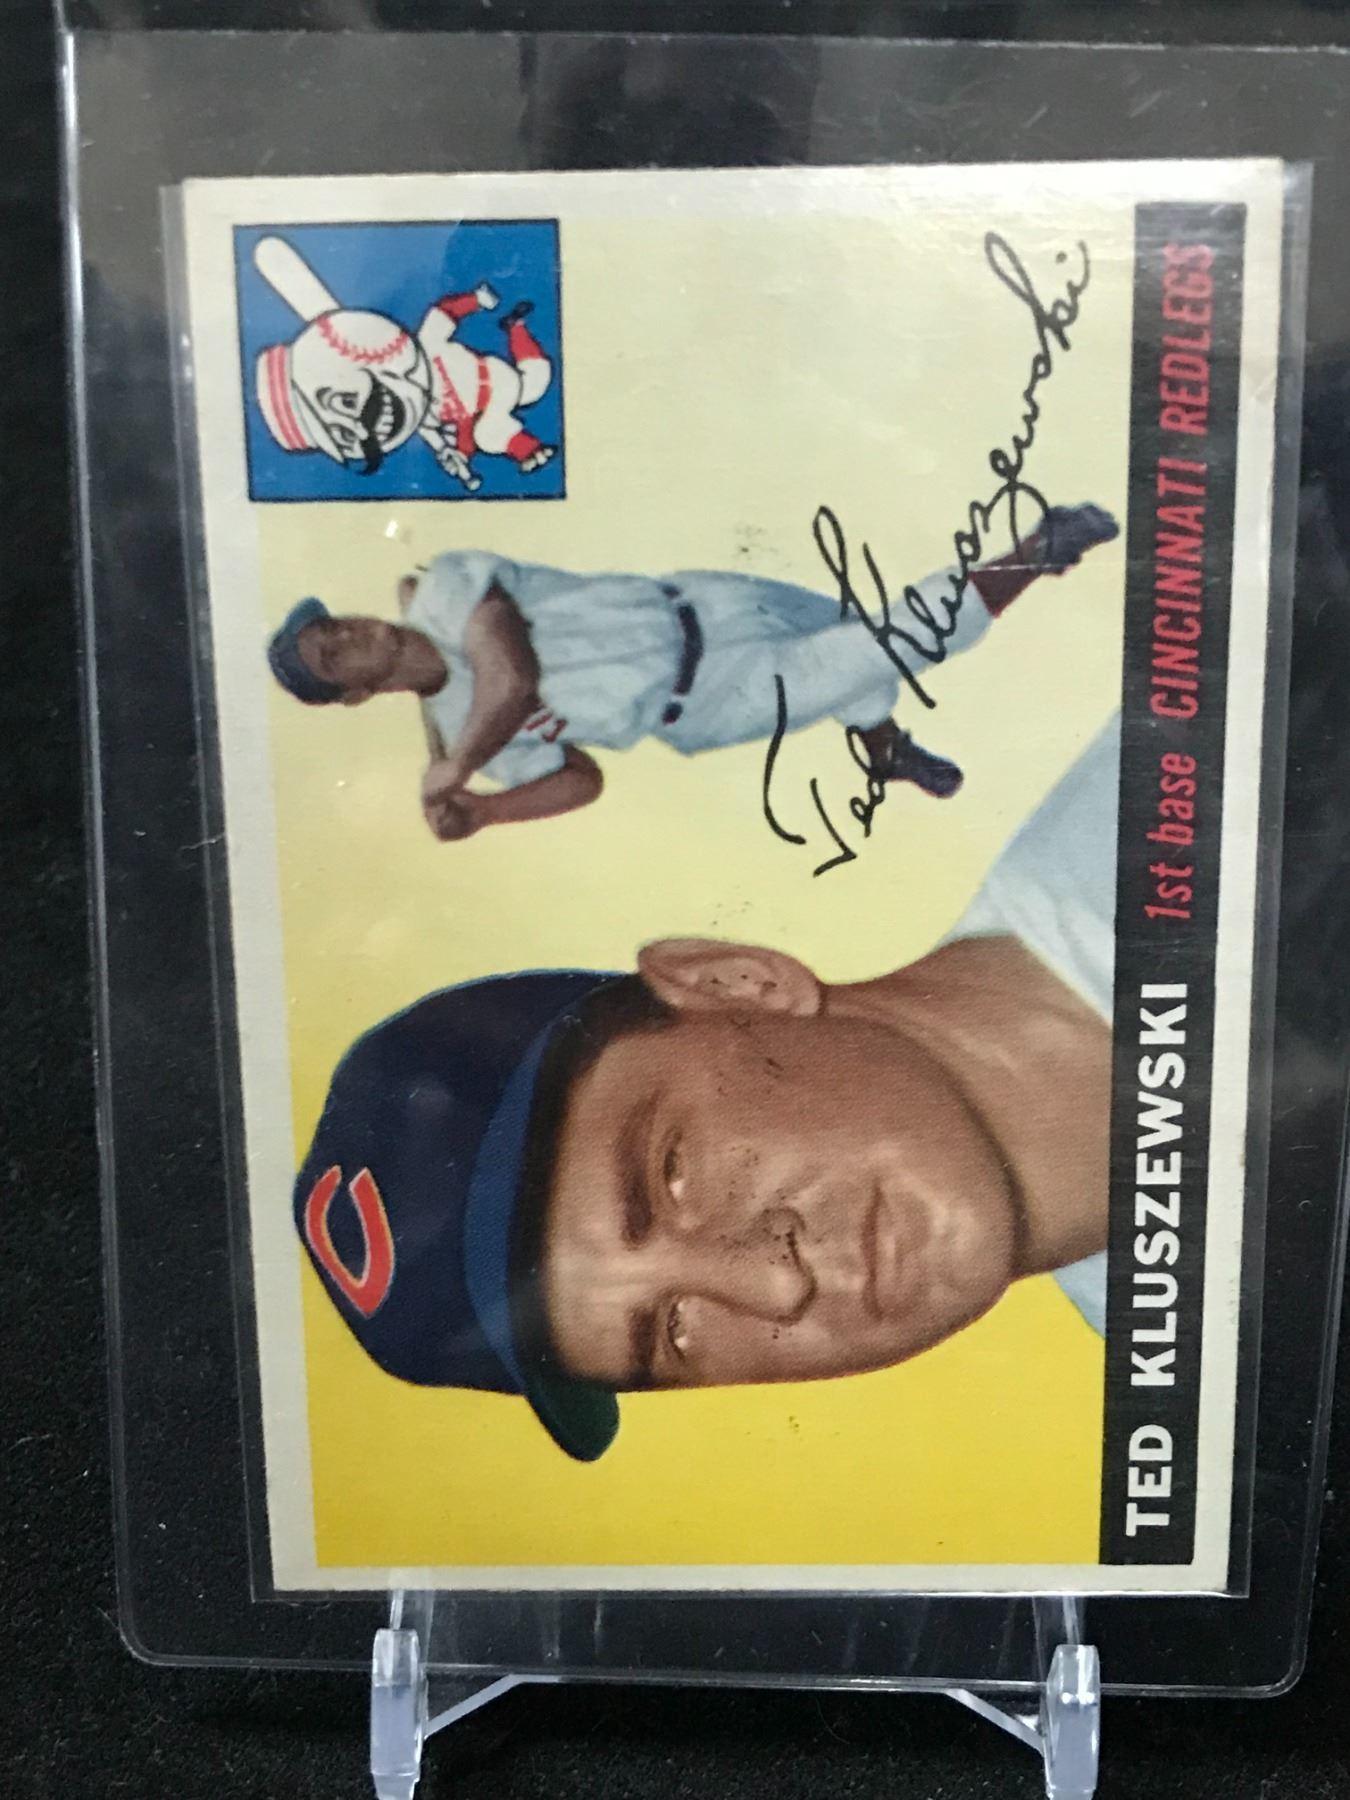 Ted Kluszewski
TED KLUSZEWSKI 1st base CINCINNATI REDLEGS
C